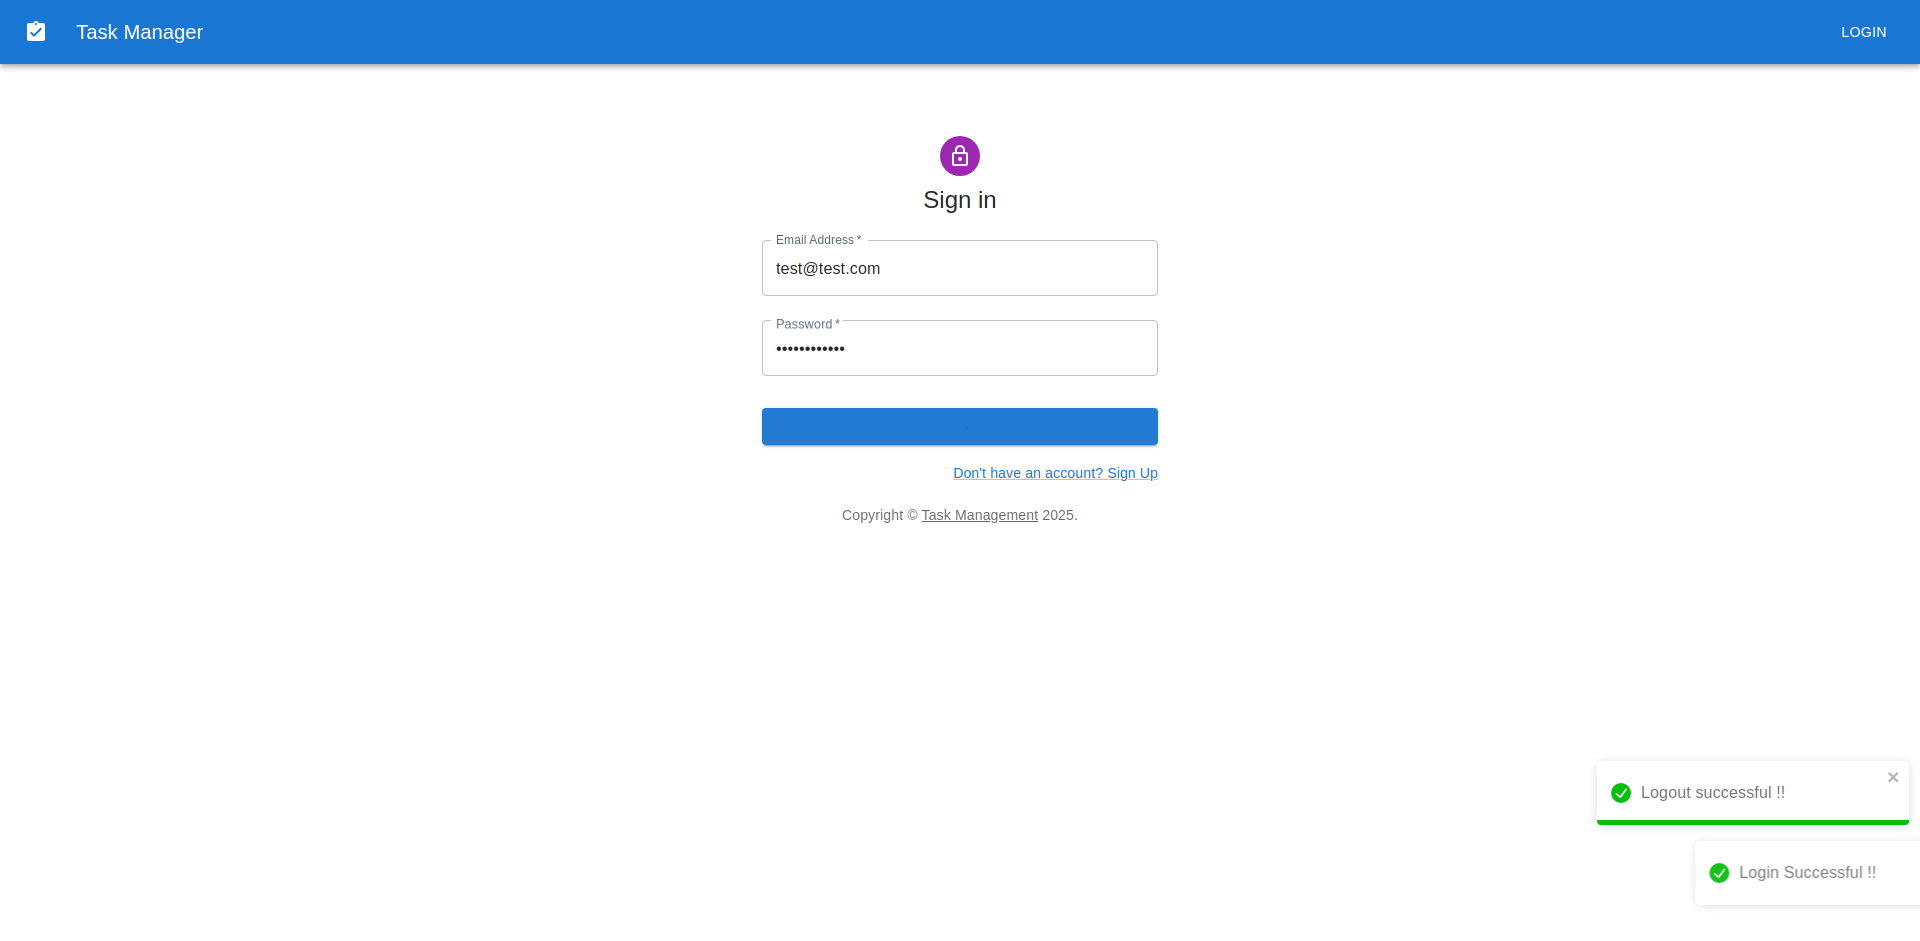 Task Manager
LOGIN
Sign in
Email Address *
test@test.com
Password *
••••••••••••
Don't have an account? Sign Up
Copyright © Task Management 2025.
Logout successful !!
Login Successful !!